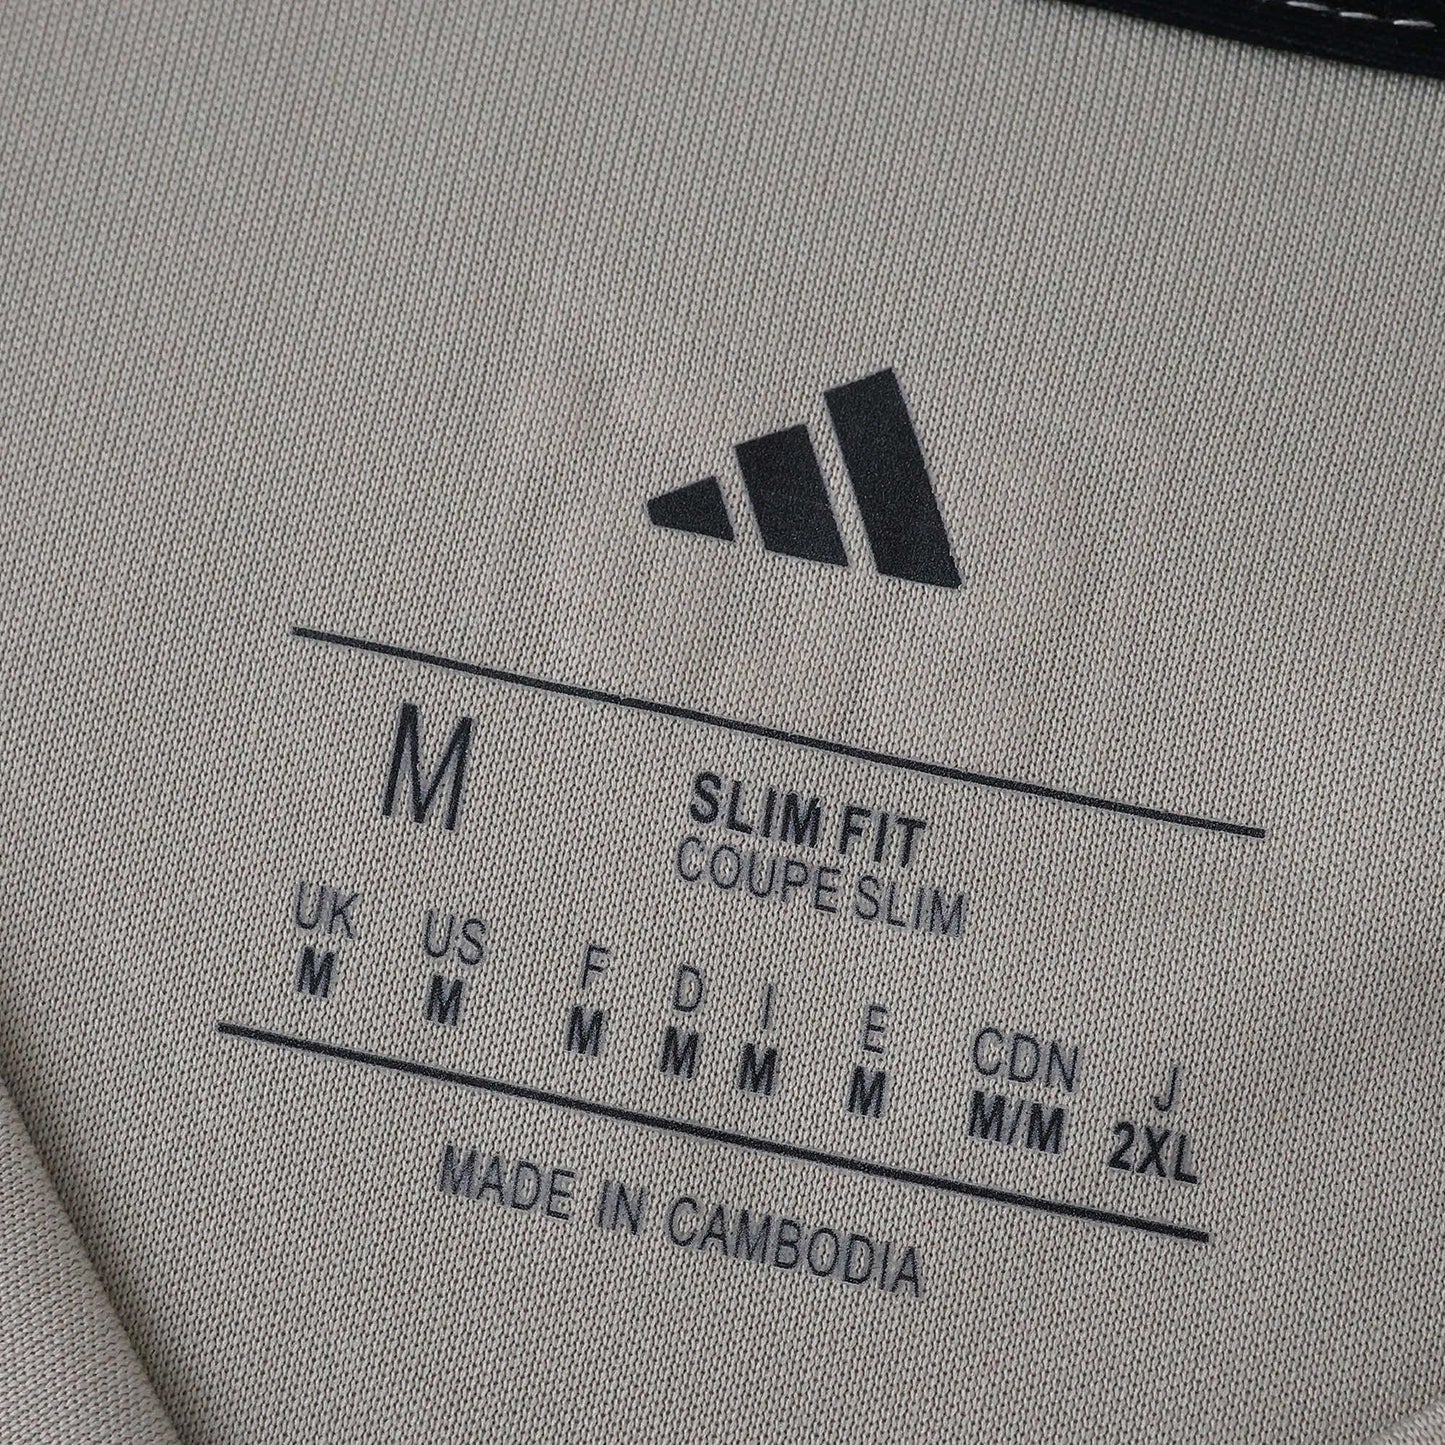 M
SLIM FIT
COUPE SLIM
UK US F D I E CDN J
M M M M M M M/M 2XL
MADE IN CAMBODIA